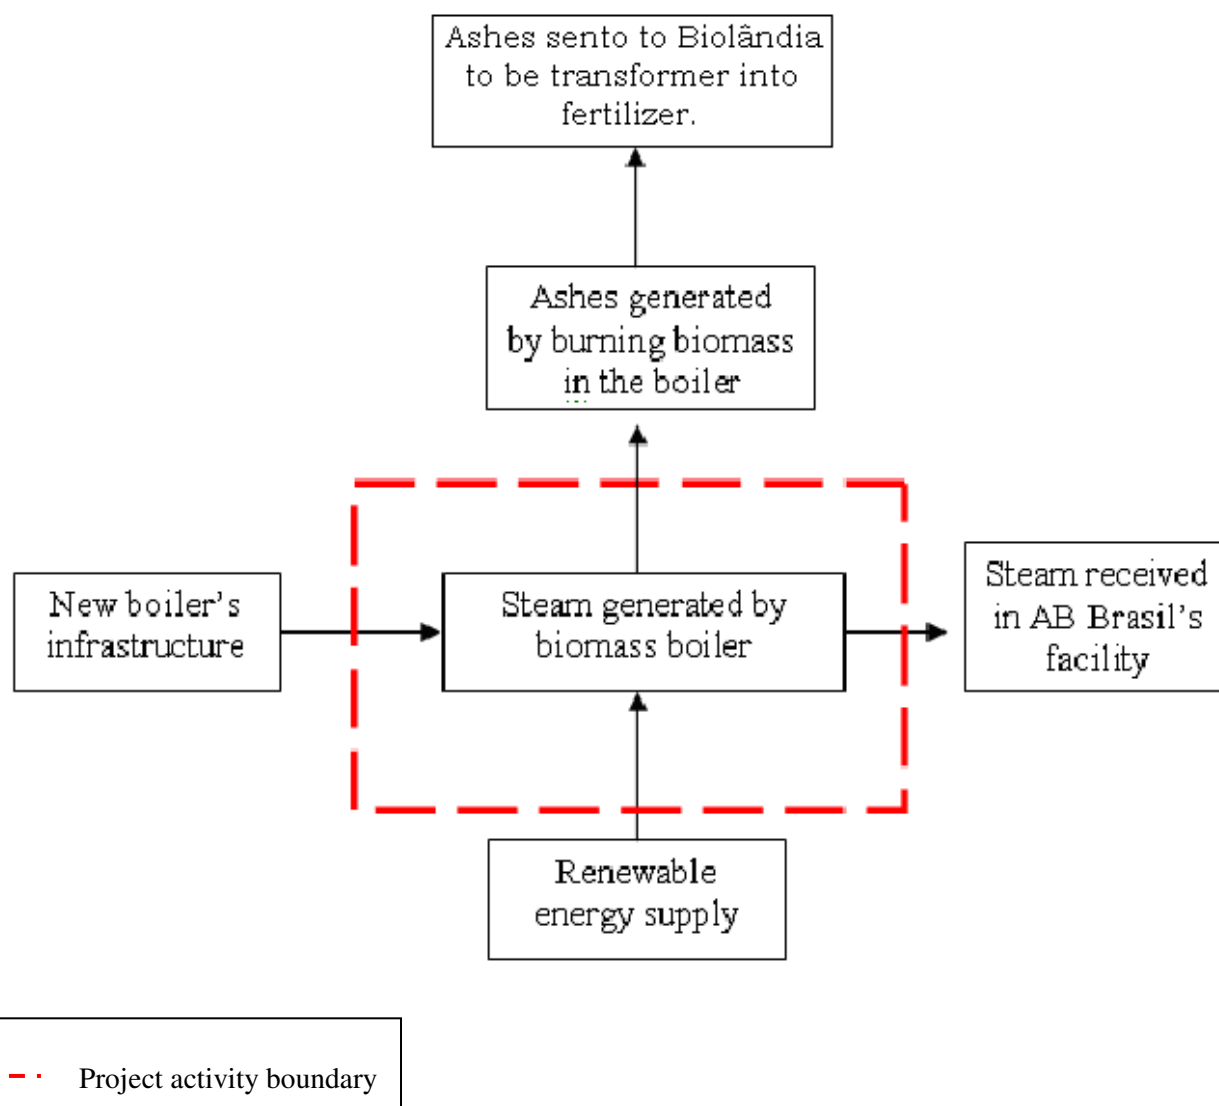 Ashes sento to Biolândia
to be transformer into
fertilizer.
Ashes generated
by burning biomass
in the boiler
New boiler's
infrastructure
Steam generated by
biomass boiler
Steam received
in AB Brasil's
facility
Renewable
energy supply
Project activity boundary